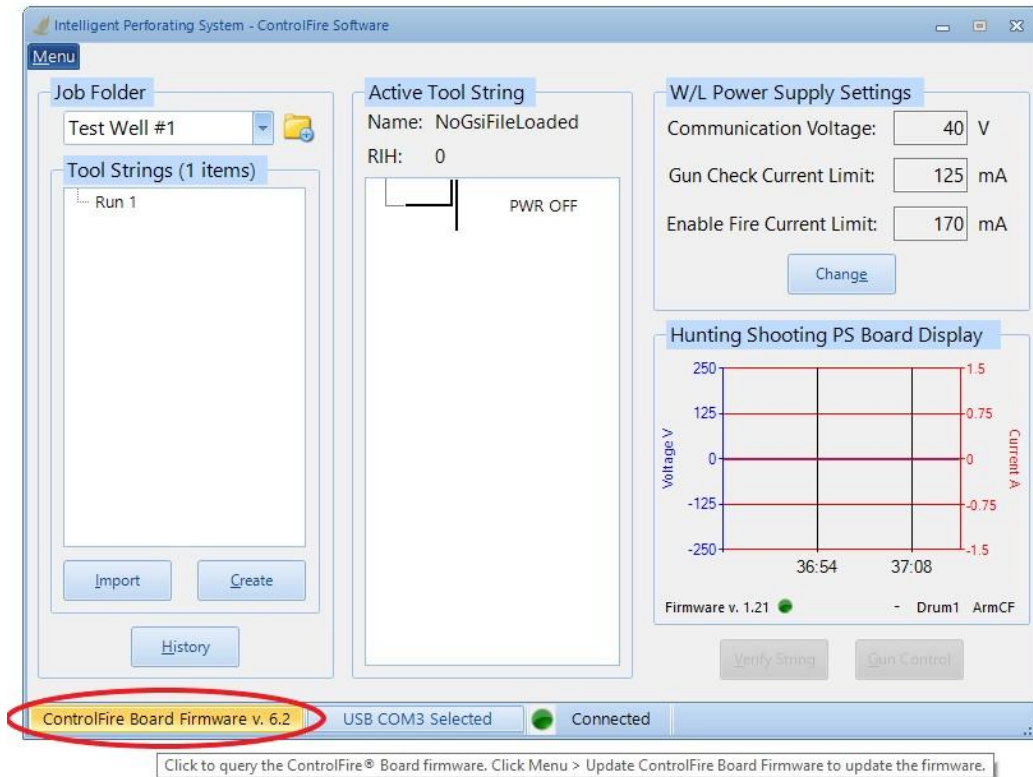 Intelligent Perforating System - ControlFire Software
Menu
Job Folder
Test Well #1
Tool Strings (1 items)
Run 1
Import
Create
History
Active Tool String
Name: NoGsiFileLoaded
RIH: 0
PWR OFF
W/L Power Supply Settings
Communication Voltage: 40 V
Gun Check Current Limit: 125 mA
Enable Fire Current Limit: 170 mA
Change
Hunting Shooting PS Board Display
250
125
0
-125
-250
Voltage V
1.5
0.75
0
-0.75
-1.5
Current A
36:54 37:08
Firmware v. 1.21 - Drum1 ArmCF
Verify String
Gun Control
ControlFire Board Firmware v. 6.2 USB COM3 Selected Connected
Click to query the ControlFire® Board firmware. Click Menu > Update ControlFire Board Firmware to update the firmware.